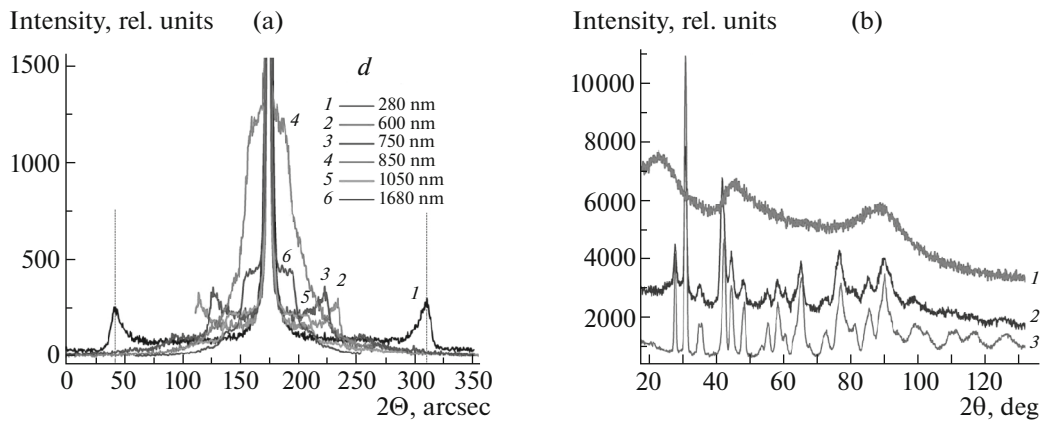 Intensity, rel. units (a)
1500
1000
500
0
0 50 100 150 200 250 300 350
2Θ, arcsec
d
1 280 nm
2 600 nm
3 750 nm
4 850 nm
5 1050 nm
6 1680 nm
4
6
5
3
2
1
Intensity, rel. units (b)
10000
8000
6000
4000
2000
20 40 60 80 100 120
2θ, deg
1
2
3